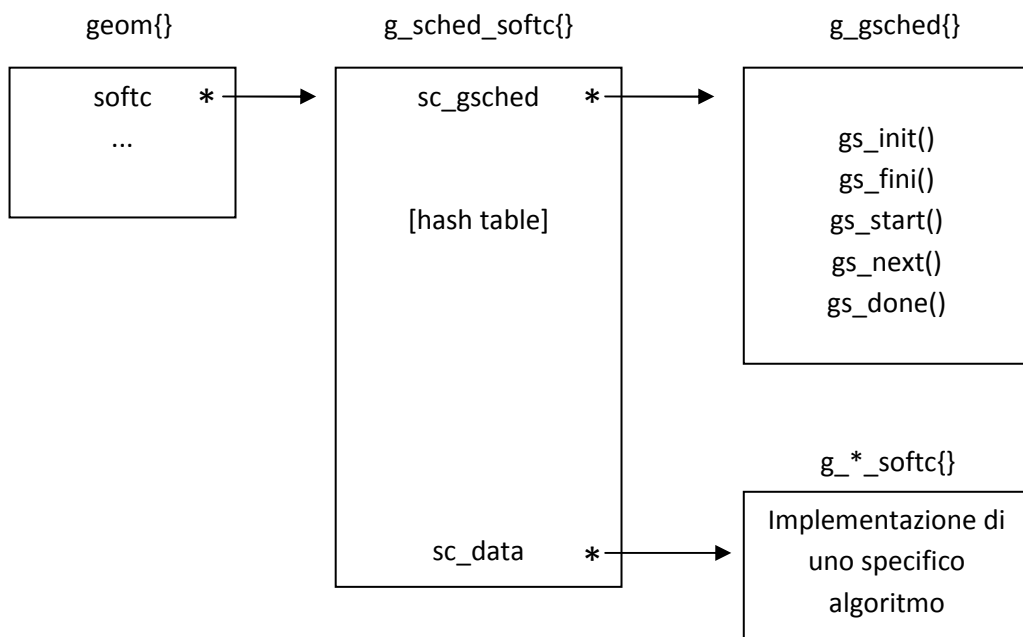 geom{}
g_sched_softc{}
g_gsched{}
softc *
...
sc_gsched *
[hash table]
sc_data *
gs_init()
gs_fini()
gs_start()
gs_next()
gs_done()
g_*_softc{}
Implementazione di
uno specifico
algoritmo